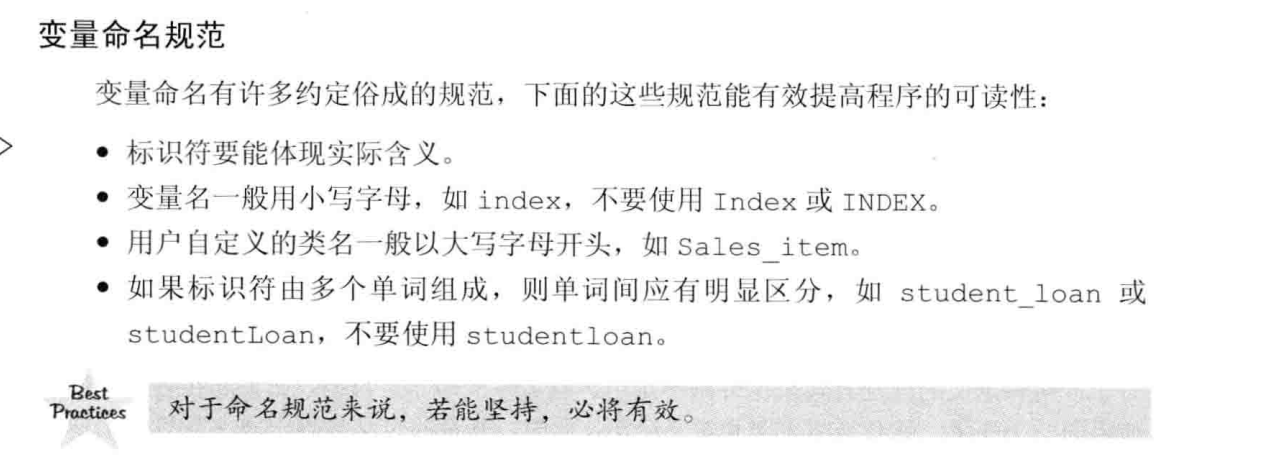 变量命名规范
变量命名有许多约定俗成的规范，下面的这些规范能有效提高程序的可读性：
• 标识符要能体现实际含义。
• 变量名一般用小写字母，如 index，不要使用 Index 或 INDEX。
• 用户自定义的类名一般以大写字母开头，如 Sales_item。
• 如果标识符由多个单词组成，则单词间应有明显区分，如 student_loan 或
studentLoan，不要使用 studentloan。
Best
Practices
对于命名规范来说，若能坚持，必将有效。